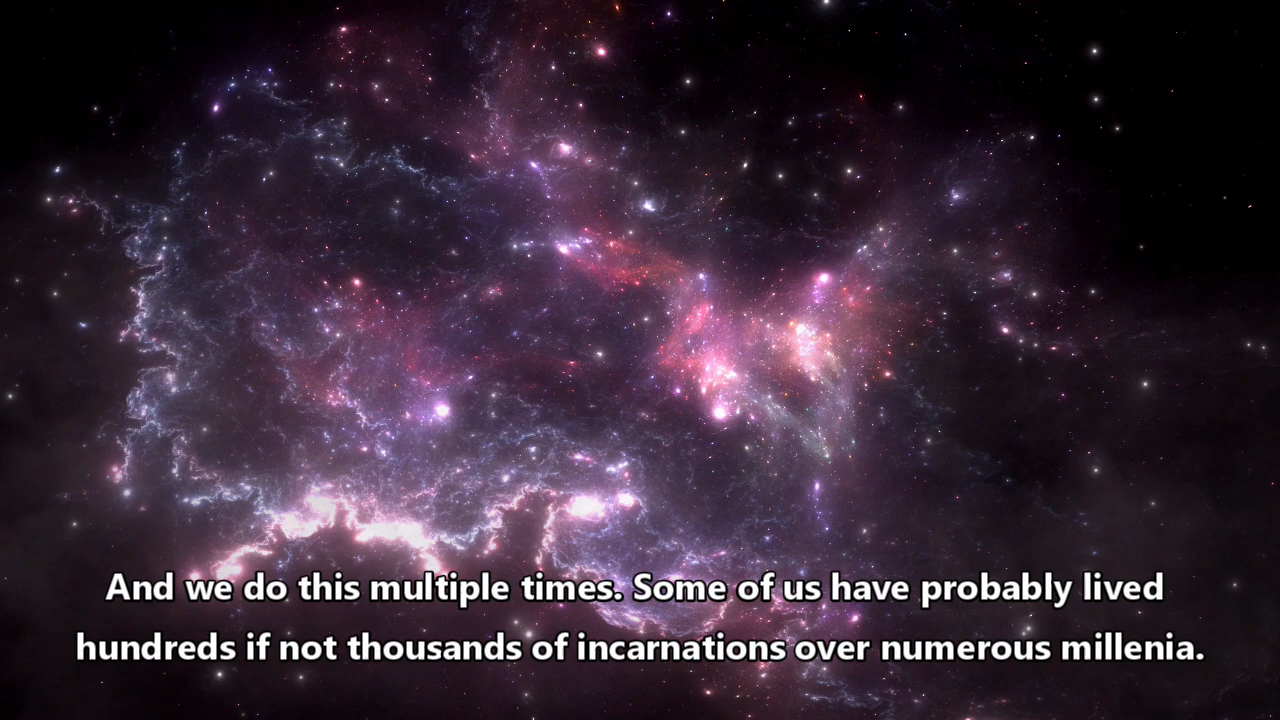 And we do this multiple times. Some of us have probably lived
hundreds if not thousands of incarnations over numerous millenia.